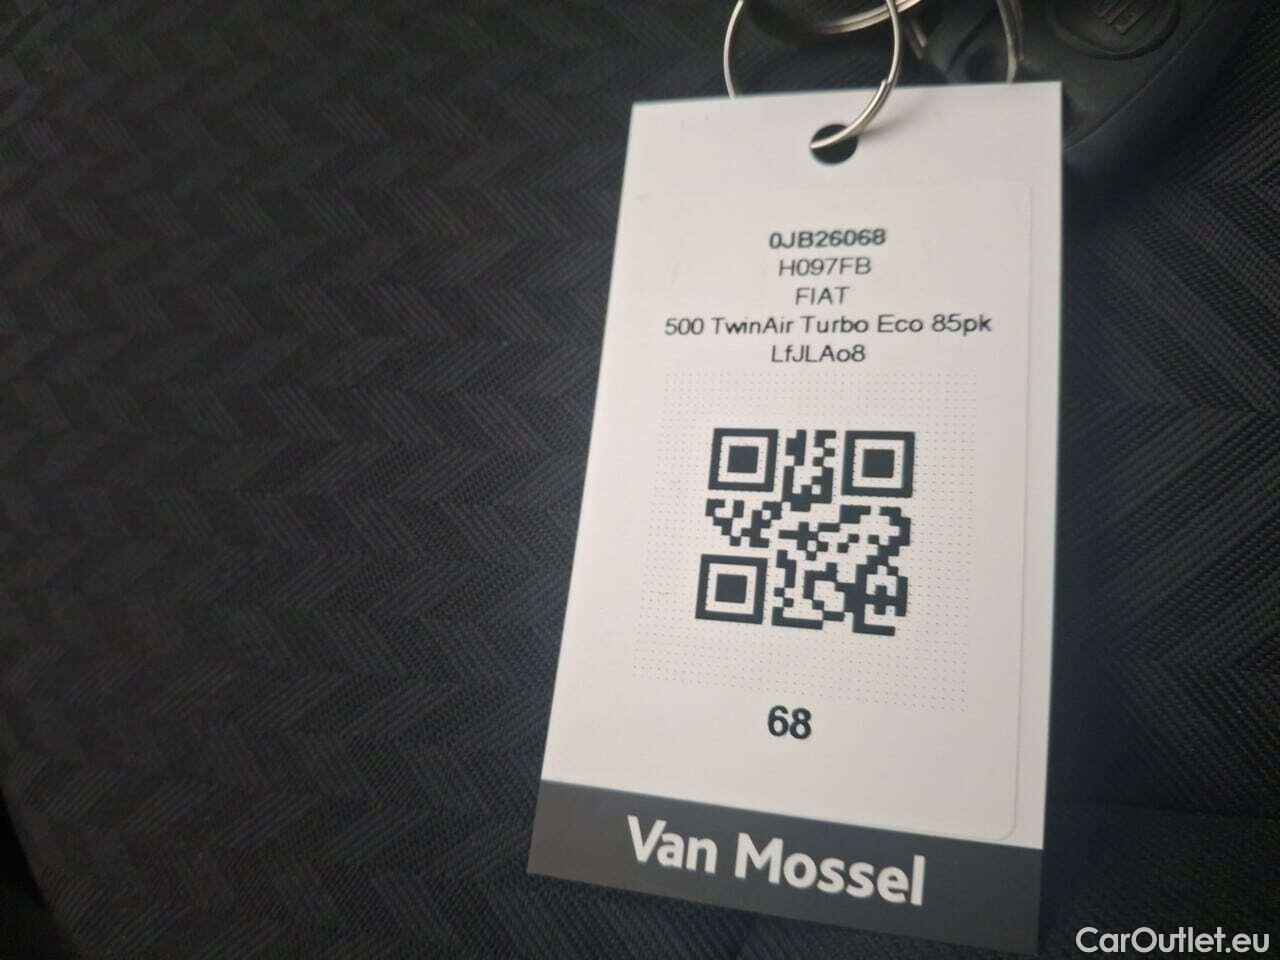 0JB26068
H097FB
FIAT
500 TwinAir Turbo Eco 85pk
LfJLAo8
68
Van Mossel
CarOutlet.eu